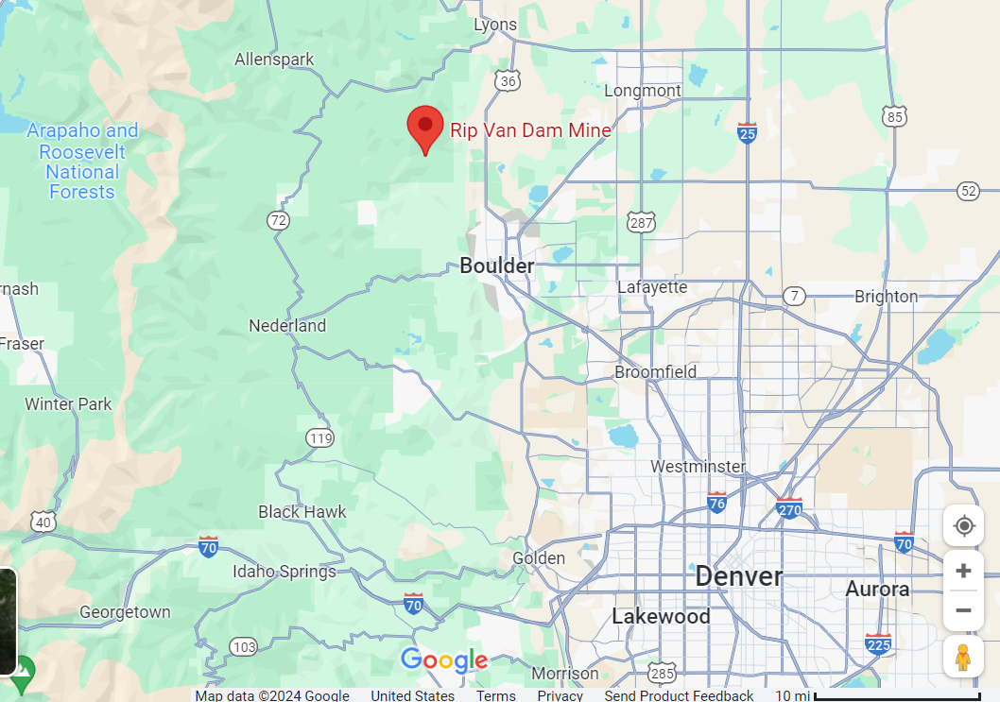 Lyons
Allenspark
36
Longmont
85
Rip Van Dam Mine
25
Arapaho and
Roosevelt
National
Forests
52
72
287
Boulder
rnash
Lafayette
7
Brighton
Nederland
Fraser
Broomfield
Winter Park
119
Westminster
76
270
Black Hawk
40
70
70
Golden
Idaho Springs
Denver
Aurora
70
Georgetown
Lakewood
225
103
Google
Morrison
285
Map data ©2024 Google United States Terms Privacy Send Product Feedback 10 mi